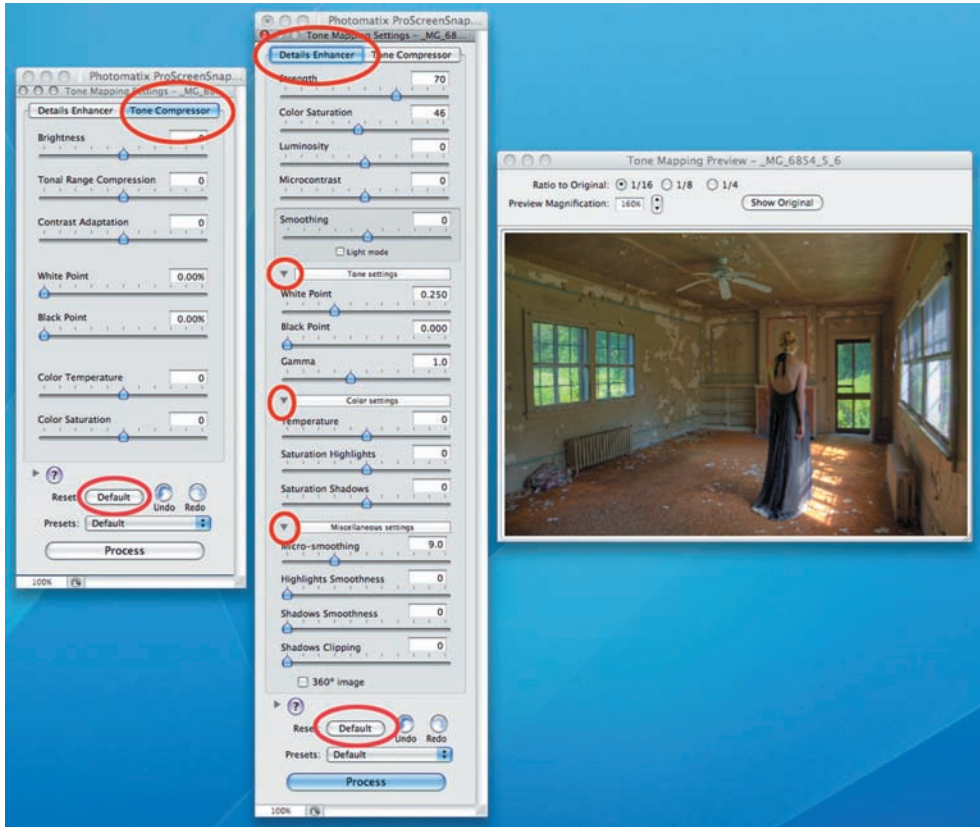 Photomatix ProScreenSnap...
Tone Mapping Settings – _MG_68...
Details Enhancer Tone Compressor
Brightness 0
Tonal Range Compression 0
Contrast Adaptation 0
White Point 0.00%
Black Point 0.00%
Color Temperature 0
Color Saturation 0
?
Reset: Default Undo Redo
Presets: Default
Process
100%
Photomatix ProScreenSnap...
Tone Mapping Settings – _MG_68...
Details Enhancer Tone Compressor
Strength 70
Color Saturation 46
Luminosity 0
Microcontrast 0
Smoothing 0
Light mode
Tone settings
White Point 0.250
Black Point 0.000
Gamma 1.0
Color settings
Temperature 0
Saturation Highlights 0
Saturation Shadows 0
Miscellaneous settings
Micro-smoothing 9.0
Highlights Smoothness 0
Shadows Smoothness 0
Shadows Clipping 0
360° image
?
Reset: Default Undo Redo
Presets: Default
Process
100%
Tone Mapping Preview – _MG_6854_5_6
Ratio to Original: 1/16 1/8 1/4
Preview Magnification: 160% Show Original